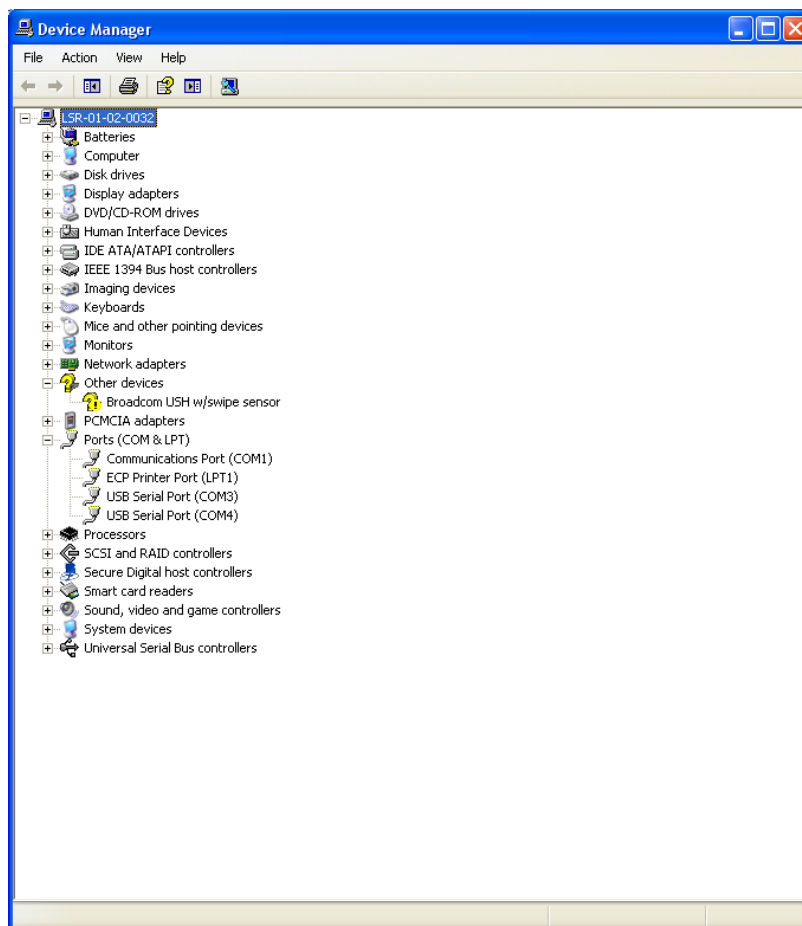 Device Manager
File Action View Help
LSR-01-02-0032
Batteries
Computer
Disk drives
Display adapters
DVD/CD-ROM drives
Human Interface Devices
IDE ATA/ATAPI controllers
IEEE 1394 Bus host controllers
Imaging devices
Keyboards
Mice and other pointing devices
Monitors
Network adapters
Other devices
Broadcom USH w/swipe sensor
PCMCIA adapters
Ports (COM & LPT)
Communications Port (COM1)
ECP Printer Port (LPT1)
USB Serial Port (COM3)
USB Serial Port (COM4)
Processors
SCSI and RAID controllers
Secure Digital host controllers
Smart card readers
Sound, video and game controllers
System devices
Universal Serial Bus controllers